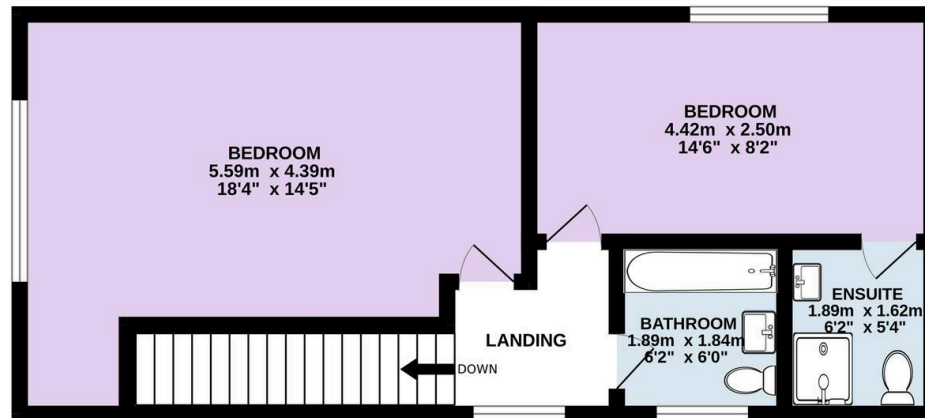 BEDROOM
5.59m x 4.39m
18'4" x 14'5"
BEDROOM
4.42m x 2.50m
14'6" x 8'2"
LANDING
DOWN
BATHROOM
1.89m x 1.84m
6'2" x 6'0"
ENSUITE
1.89m x 1.62m
6'2" x 5'4"